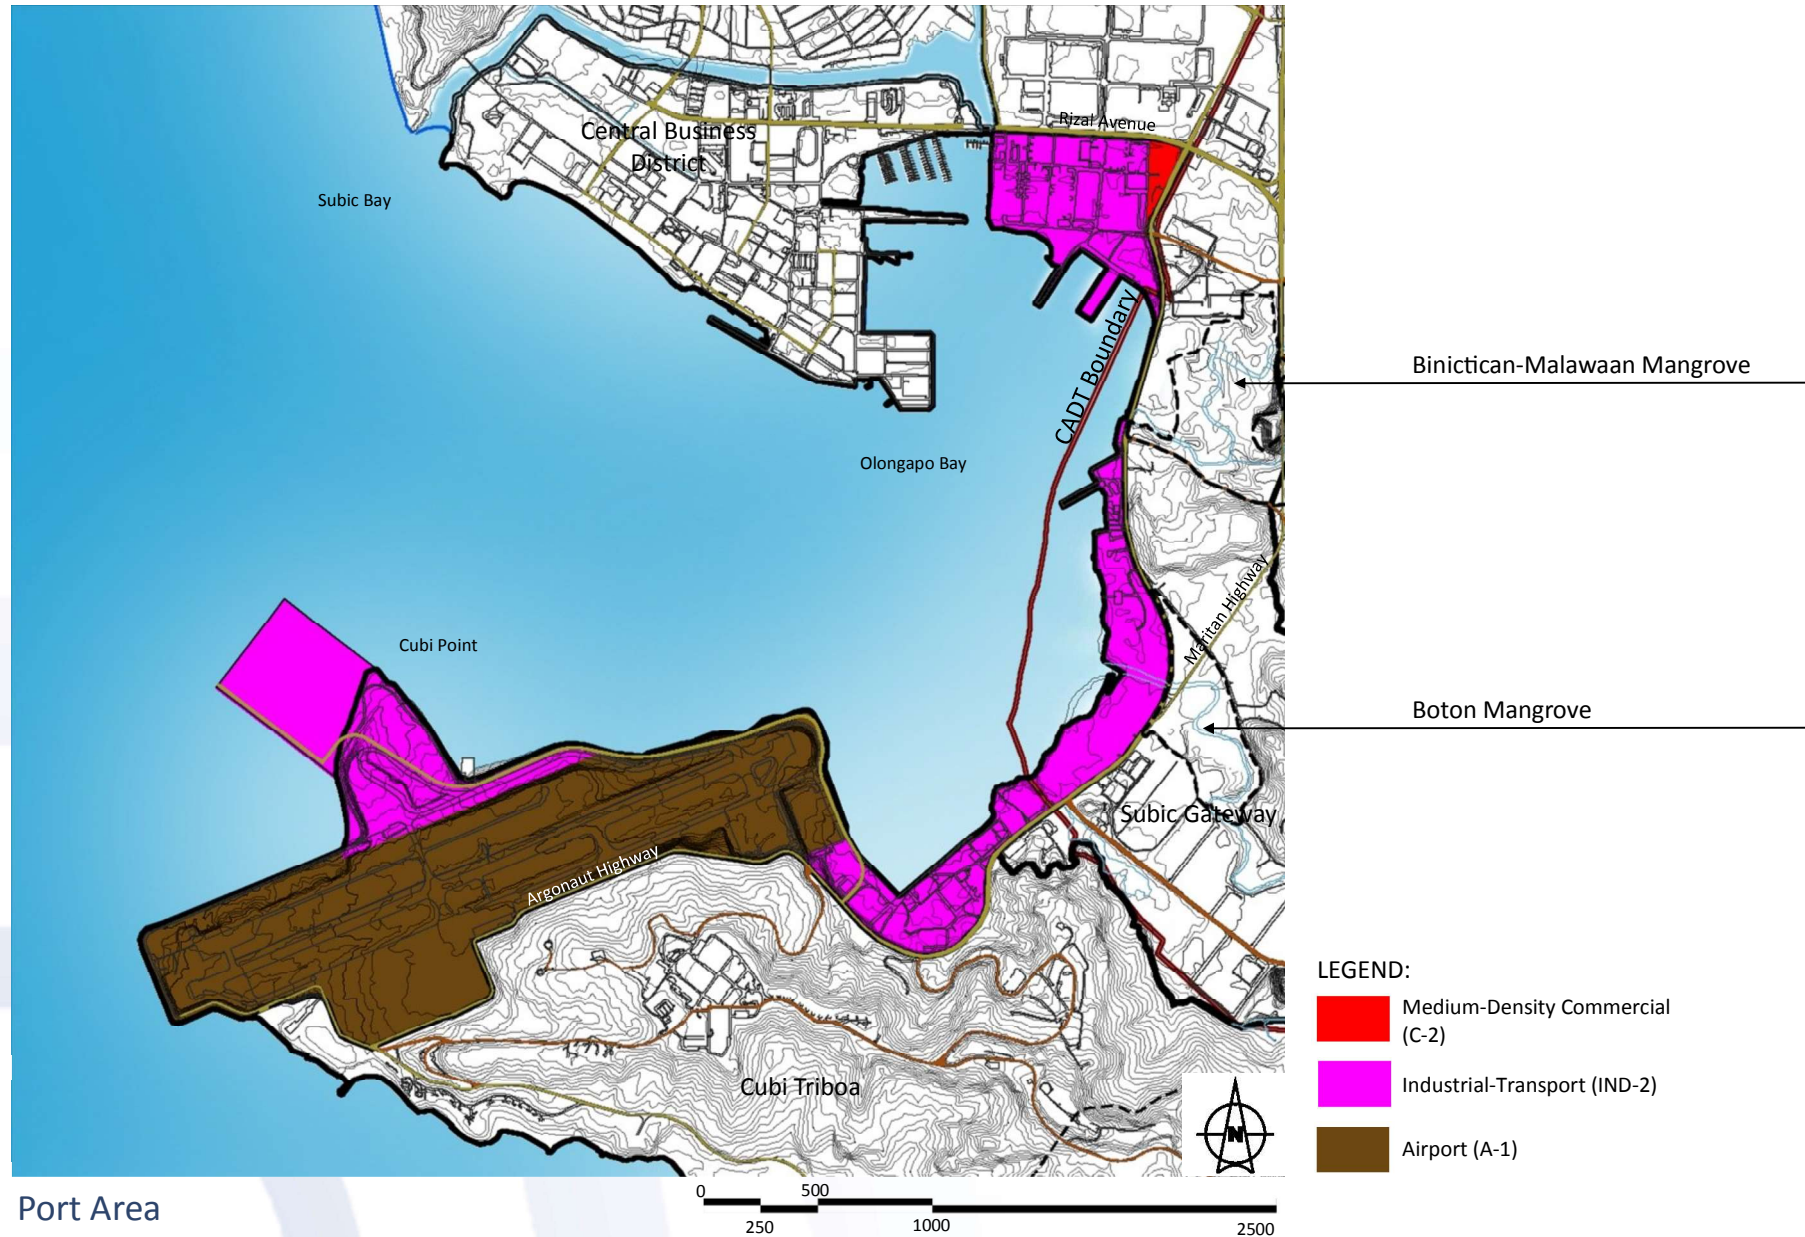 Rizal Avenue
Central Business
District
Subic Bay
CADT Boundary
Binictican-Malawaan Mangrove
Olongapo Bay
Maritan Highway
Cubi Point
Boton Mangrove
Subic Gateway
Argonaut Highway
LEGEND:
Medium-Density Commercial
(C-2)
Industrial-Transport (IND-2)
Airport (A-1)
Cubi Triboa
N
Port Area
0 500
250 1000 2500